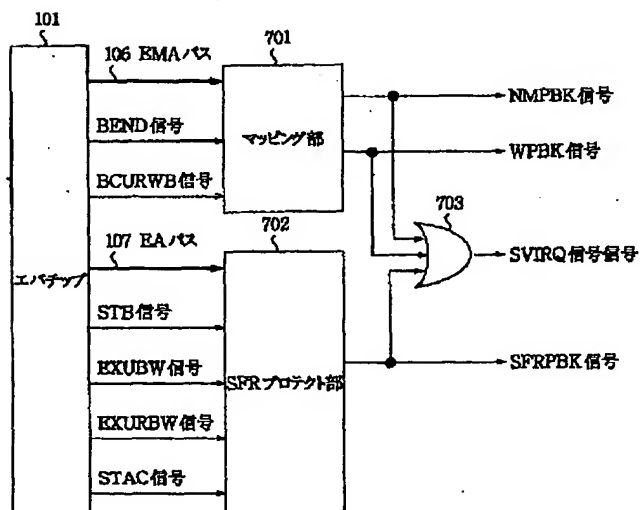 101
106 EMAバス
701
BEND信号
マッピング部
BCURWB信号
NMPBK信号
WPBK信号
703
SVIRQ信号信号
702
107 EAバス
エバチップ
STB信号
EXUBW信号
SFRプロテクト部
SFRPBK信号
EXURBW信号
STAC信号